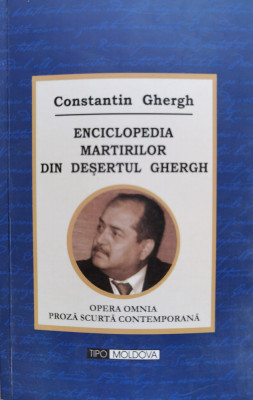 Constantin Ghergh
ENCICLOPEDIA
MARTIRILOR
DIN DEȘERTUL GHERGH
OPERA OMNIA
PROZĂ SCURTĂ CONTEMPORANĂ
TIPO MOLDOVA